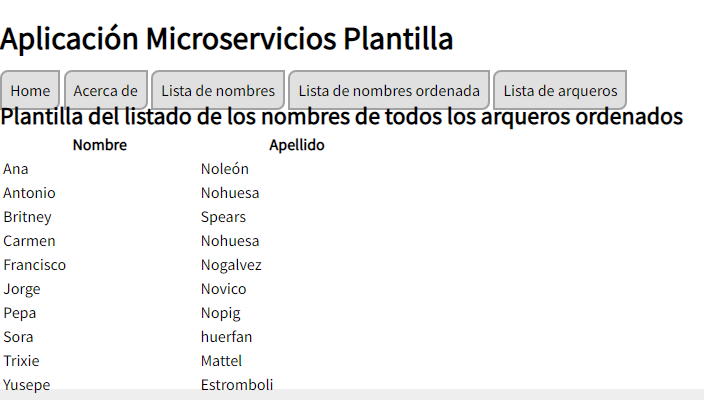 Aplicación Microservicios Plantilla
Home Acerca de Lista de nombres Lista de nombres ordenada Lista de arqueros
Plantilla del listado de los nombres de todos los arqueros ordenados
Nombre Apellido
Ana Noleón
Antonio Nohuesa
Britney Spears
Carmen Nohuesa
Francisco Nogalvez
Jorge Novico
Pepa Nopig
Sora huerfan
Trixie Mattel
Yusepe Estromboli